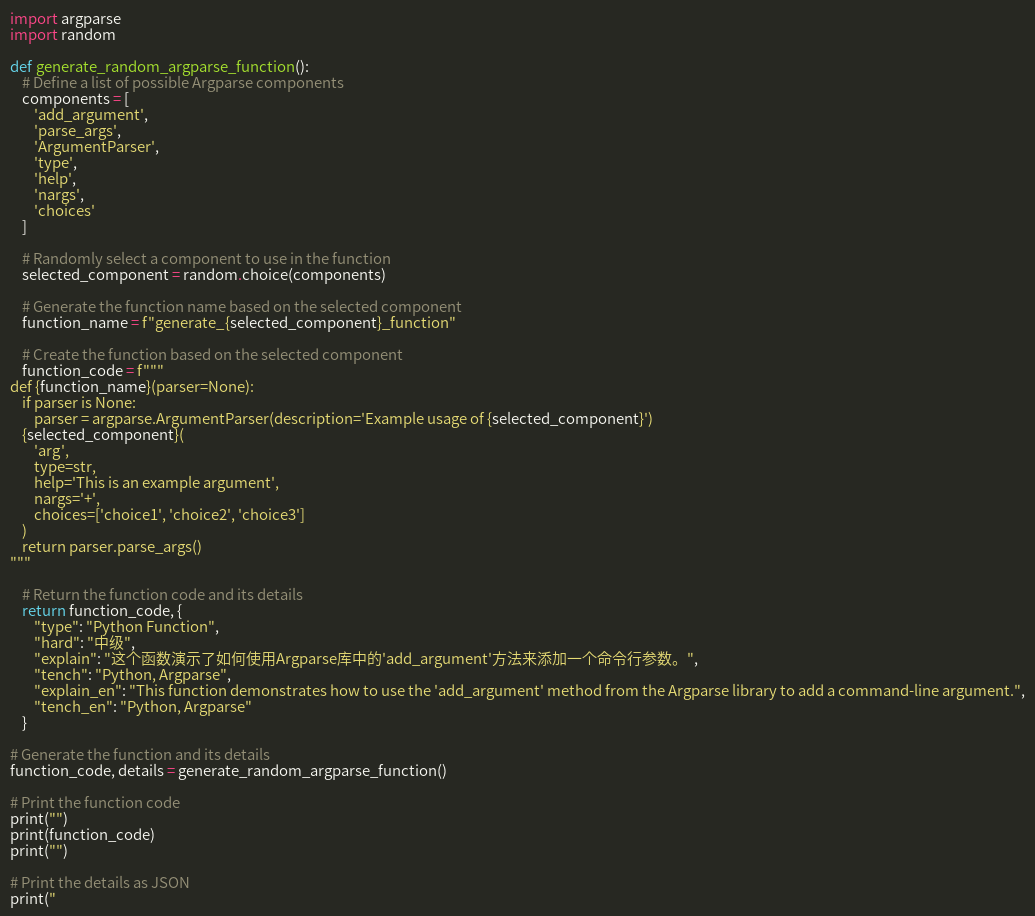 import argparse
import random

def generate_random_argparse_function():
    # Define a list of possible Argparse components
    components = [
        'add_argument',
        'parse_args',
        'ArgumentParser',
        'type',
        'help',
        'nargs',
        'choices'
    ]

    # Randomly select a component to use in the function
    selected_component = random.choice(components)

    # Generate the function name based on the selected component
    function_name = f"generate_{selected_component}_function"

    # Create the function based on the selected component
    function_code = f"""
def {function_name}(parser=None):
    if parser is None:
        parser = argparse.ArgumentParser(description='Example usage of {selected_component}')
    {selected_component}(
        'arg',
        type=str,
        help='This is an example argument',
        nargs='+',
        choices=['choice1', 'choice2', 'choice3']
    )
    return parser.parse_args()
"""

    # Return the function code and its details
    return function_code, {
        "type": "Python Function",
        "hard": "中级",
        "explain": "这个函数演示了如何使用Argparse库中的'add_argument'方法来添加一个命令行参数。",
        "tench": "Python, Argparse",
        "explain_en": "This function demonstrates how to use the 'add_argument' method from the Argparse library to add a command-line argument.",
        "tench_en": "Python, Argparse"
    }

# Generate the function and its details
function_code, details = generate_random_argparse_function()

# Print the function code
print("")
print(function_code)
print("")

# Print the details as JSON
print("